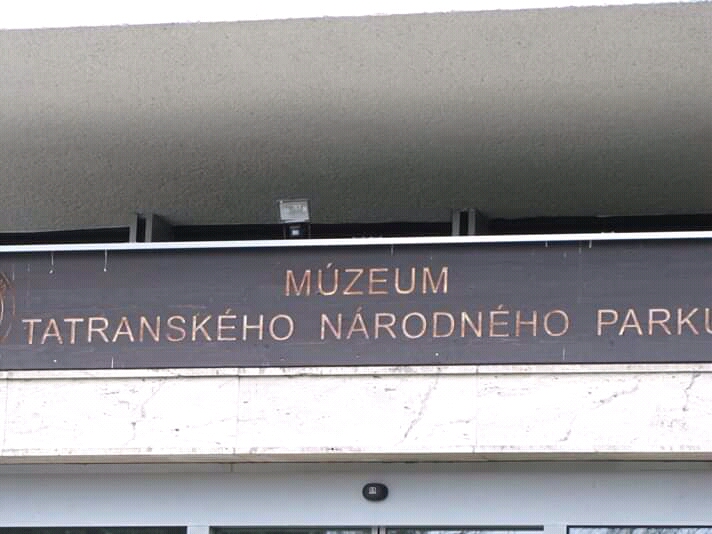 MÚZEUM
TATRANSKÉHO NÁRODNÉHO PARKU